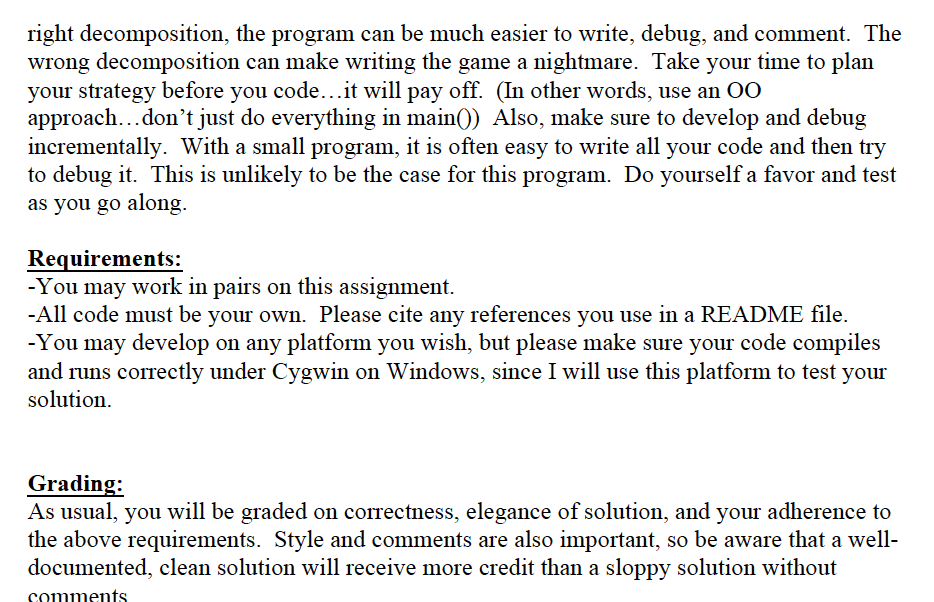 right decomposition, the program can be much easier to write, debug, and comment.  The
wrong decomposition can make writing the game a nightmare.  Take your time to plan
your strategy before you code…it will pay off.  (In other words, use an OO
approach…don’t just do everything in main())  Also, make sure to develop and debug
incrementally.  With a small program, it is often easy to write all your code and then try
to debug it.  This is unlikely to be the case for this program.  Do yourself a favor and test
as you go along.
Requirements:
-You may work in pairs on this assignment.
-All code must be your own.  Please cite any references you use in a README file.
-You may develop on any platform you wish, but please make sure your code compiles
and runs correctly under Cygwin on Windows, since I will use this platform to test your
solution.
Grading:
As usual, you will be graded on correctness, elegance of solution, and your adherence to
the above requirements.  Style and comments are also important, so be aware that a well-
documented, clean solution will receive more credit than a sloppy solution without
comments